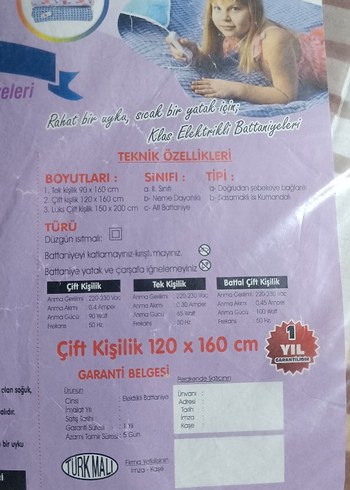 eleri
Rahat bir uyku, sıcak bir yatak için;
Klas Elektrikli Battaniyeleri
TEKNİK ÖZELLİKLERİ
BOYUTLARI : SINIFI : TİPİ :
1. Tek kişilik 90 x 160 cm a. II. Sınıfı a- Doğrudan şebekeye bağlantı
2. Çift kişilik 120 x 160 cm b- Neme Dayanıklı b- Tasarruflu Isı Kumandalı
3. Lüks Çift kişilik 150 x 200 cm c- Alt Battaniye
TÜRÜ
Düzgün ısıtmalı:
Battaniyeyi katlamayınız-kırıştırmayınız.
Battaniye yatak ve çarşafa iğnelemeyiniz
Çift Kişilik Tek Kişilik Battal Çift Kişilik
Anma Gerilimi : 220 230 Vac Anma Gerilimi : 220 230 Vac Anma Gerilimi : 220 230 Vac
Anma Akımı : 0.4 Amper Anma Akımı : 0.30 Amper Anma Akımı : 0.45 Amper
Anma Gücü : 90 Watt Anma Gücü : 65 Watt Anma Gücü : 100 Watt
Frekans : 50 Hz. Frekans : 50 Hz. Frekans : 50 Hz.
Çift Kişilik 120 x 160 cm
1
YIL
GARANTİLİDİR
GARANTİ BELGESİ
olan soğuk,
alıdır.
bir uyku
Ürünün
Cinsi : Elektrikli Battaniye
İmalat Yılı :
Satış Tarihi :
Garanti Süresi : 1 Yıl
Azami Tamir Süresi : 5 Gün
Perakende Satıcının
Ünvanı :
Adresi :
Tarih
İmza
Kaşe
TÜRK MALI
Firma Yetkilisinin
İmza - Kaşe